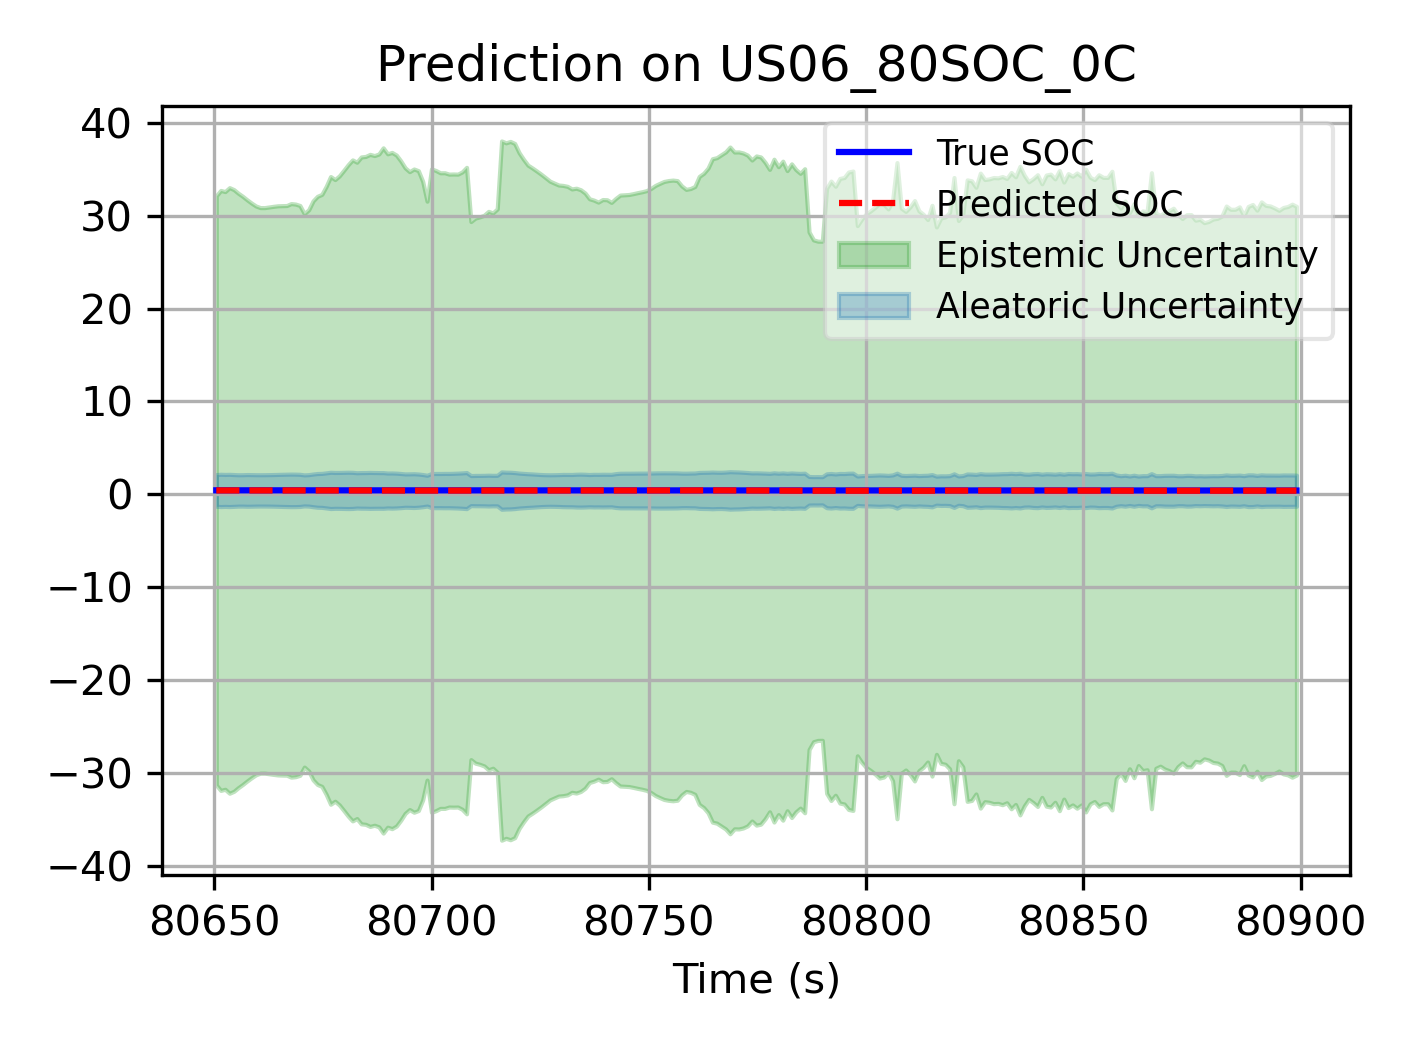 Prediction on US06_80SOC_0C
40
30
20
10
0
−10
−20
−30
−40
True SOC
Predicted SOC
Epistemic Uncertainty
Aleatoric Uncertainty
80650 80700 80750 80800 80850 80900
Time (s)